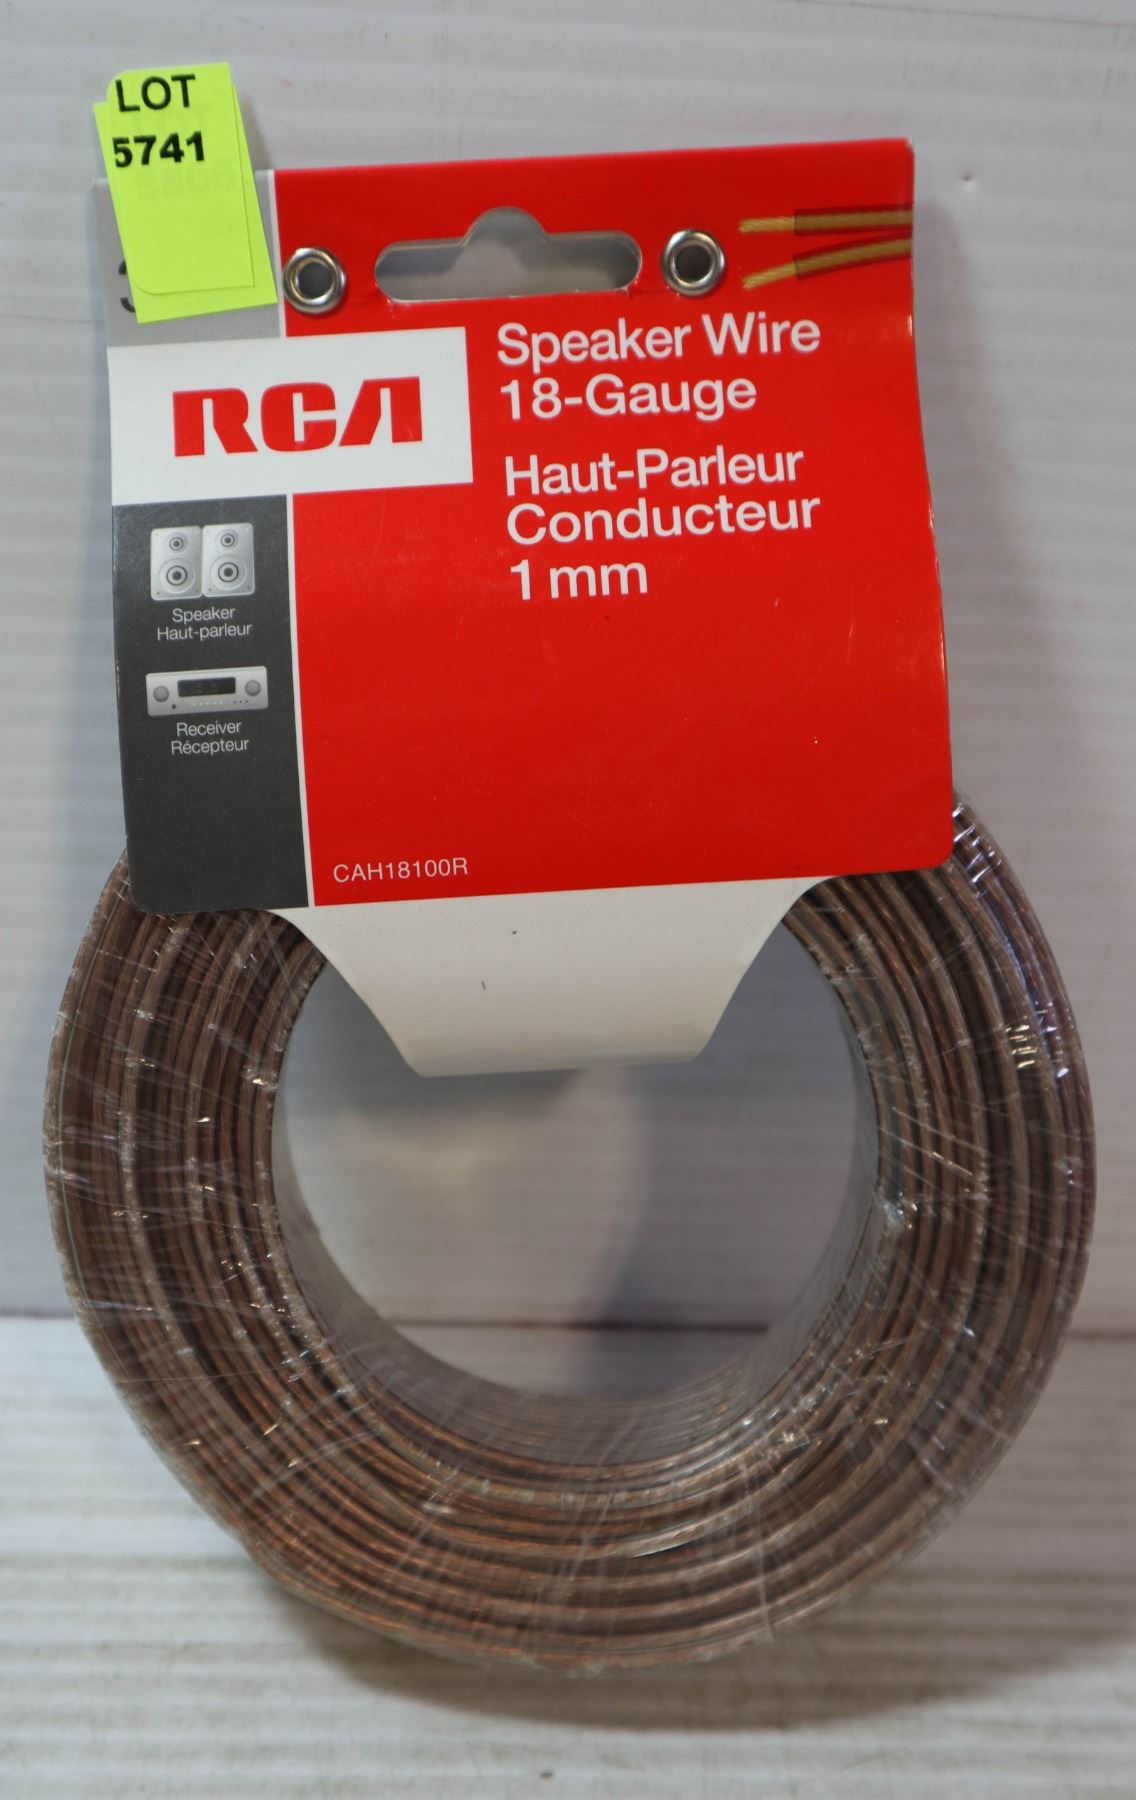 LOT
5741
RCA
Speaker Wire
18-Gauge
Haut-Parleur
Conducteur
1 mm
Speaker
Haut-parleur
Receiver
Récepteur
CAH18100R